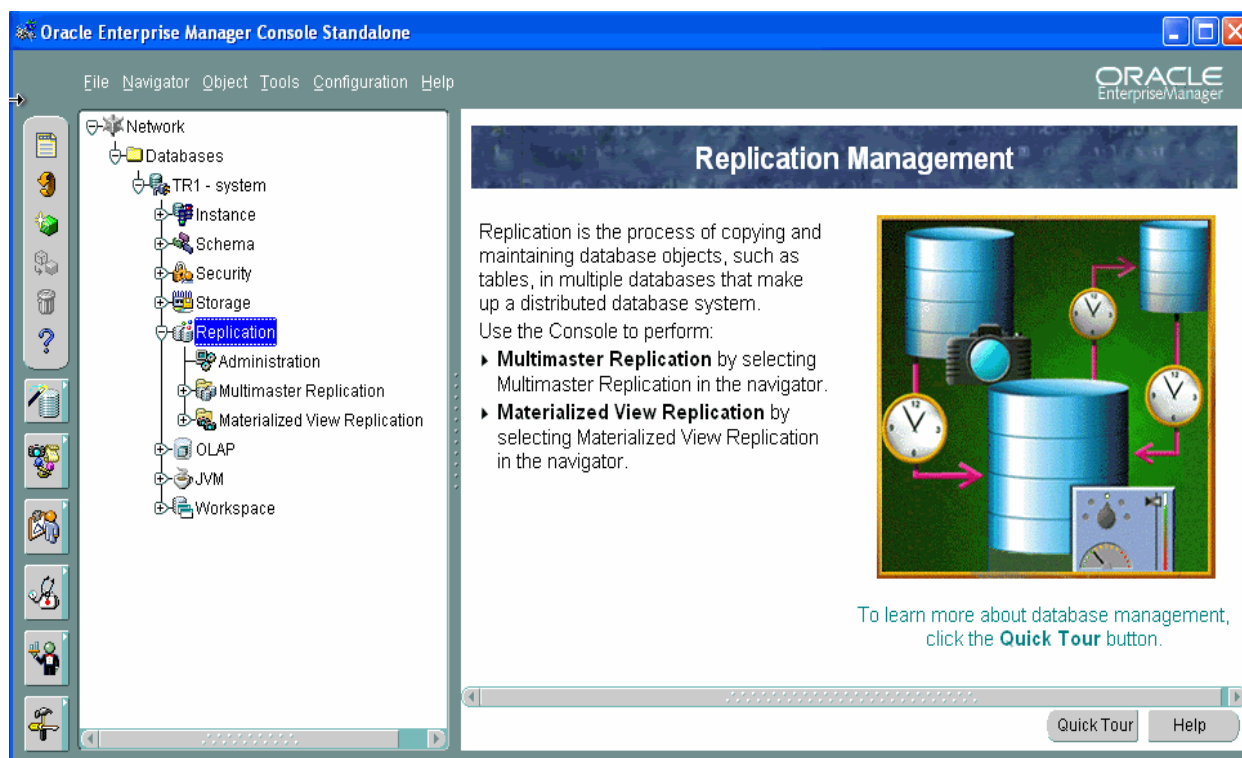 Oracle Enterprise Manager Console Standalone
File Navigator Object Tools Configuration Help
ORACLE
EnterpriseManager
Network
Databases
TR1 - system
Instance
Schema
Security
Storage
Replication
Administration
Multimaster Replication
Materialized View Replication
OLAP
JVM
Workspace
Replication Management
Replication is the process of copying and
maintaining database objects, such as
tables, in multiple databases that make
up a distributed database system.
Use the Console to perform:
Multimaster Replication by selecting
Multimaster Replication in the navigator.
Materialized View Replication by
selecting Materialized View Replication
in the navigator.
To learn more about database management,
click the Quick Tour button.
Quick Tour Help